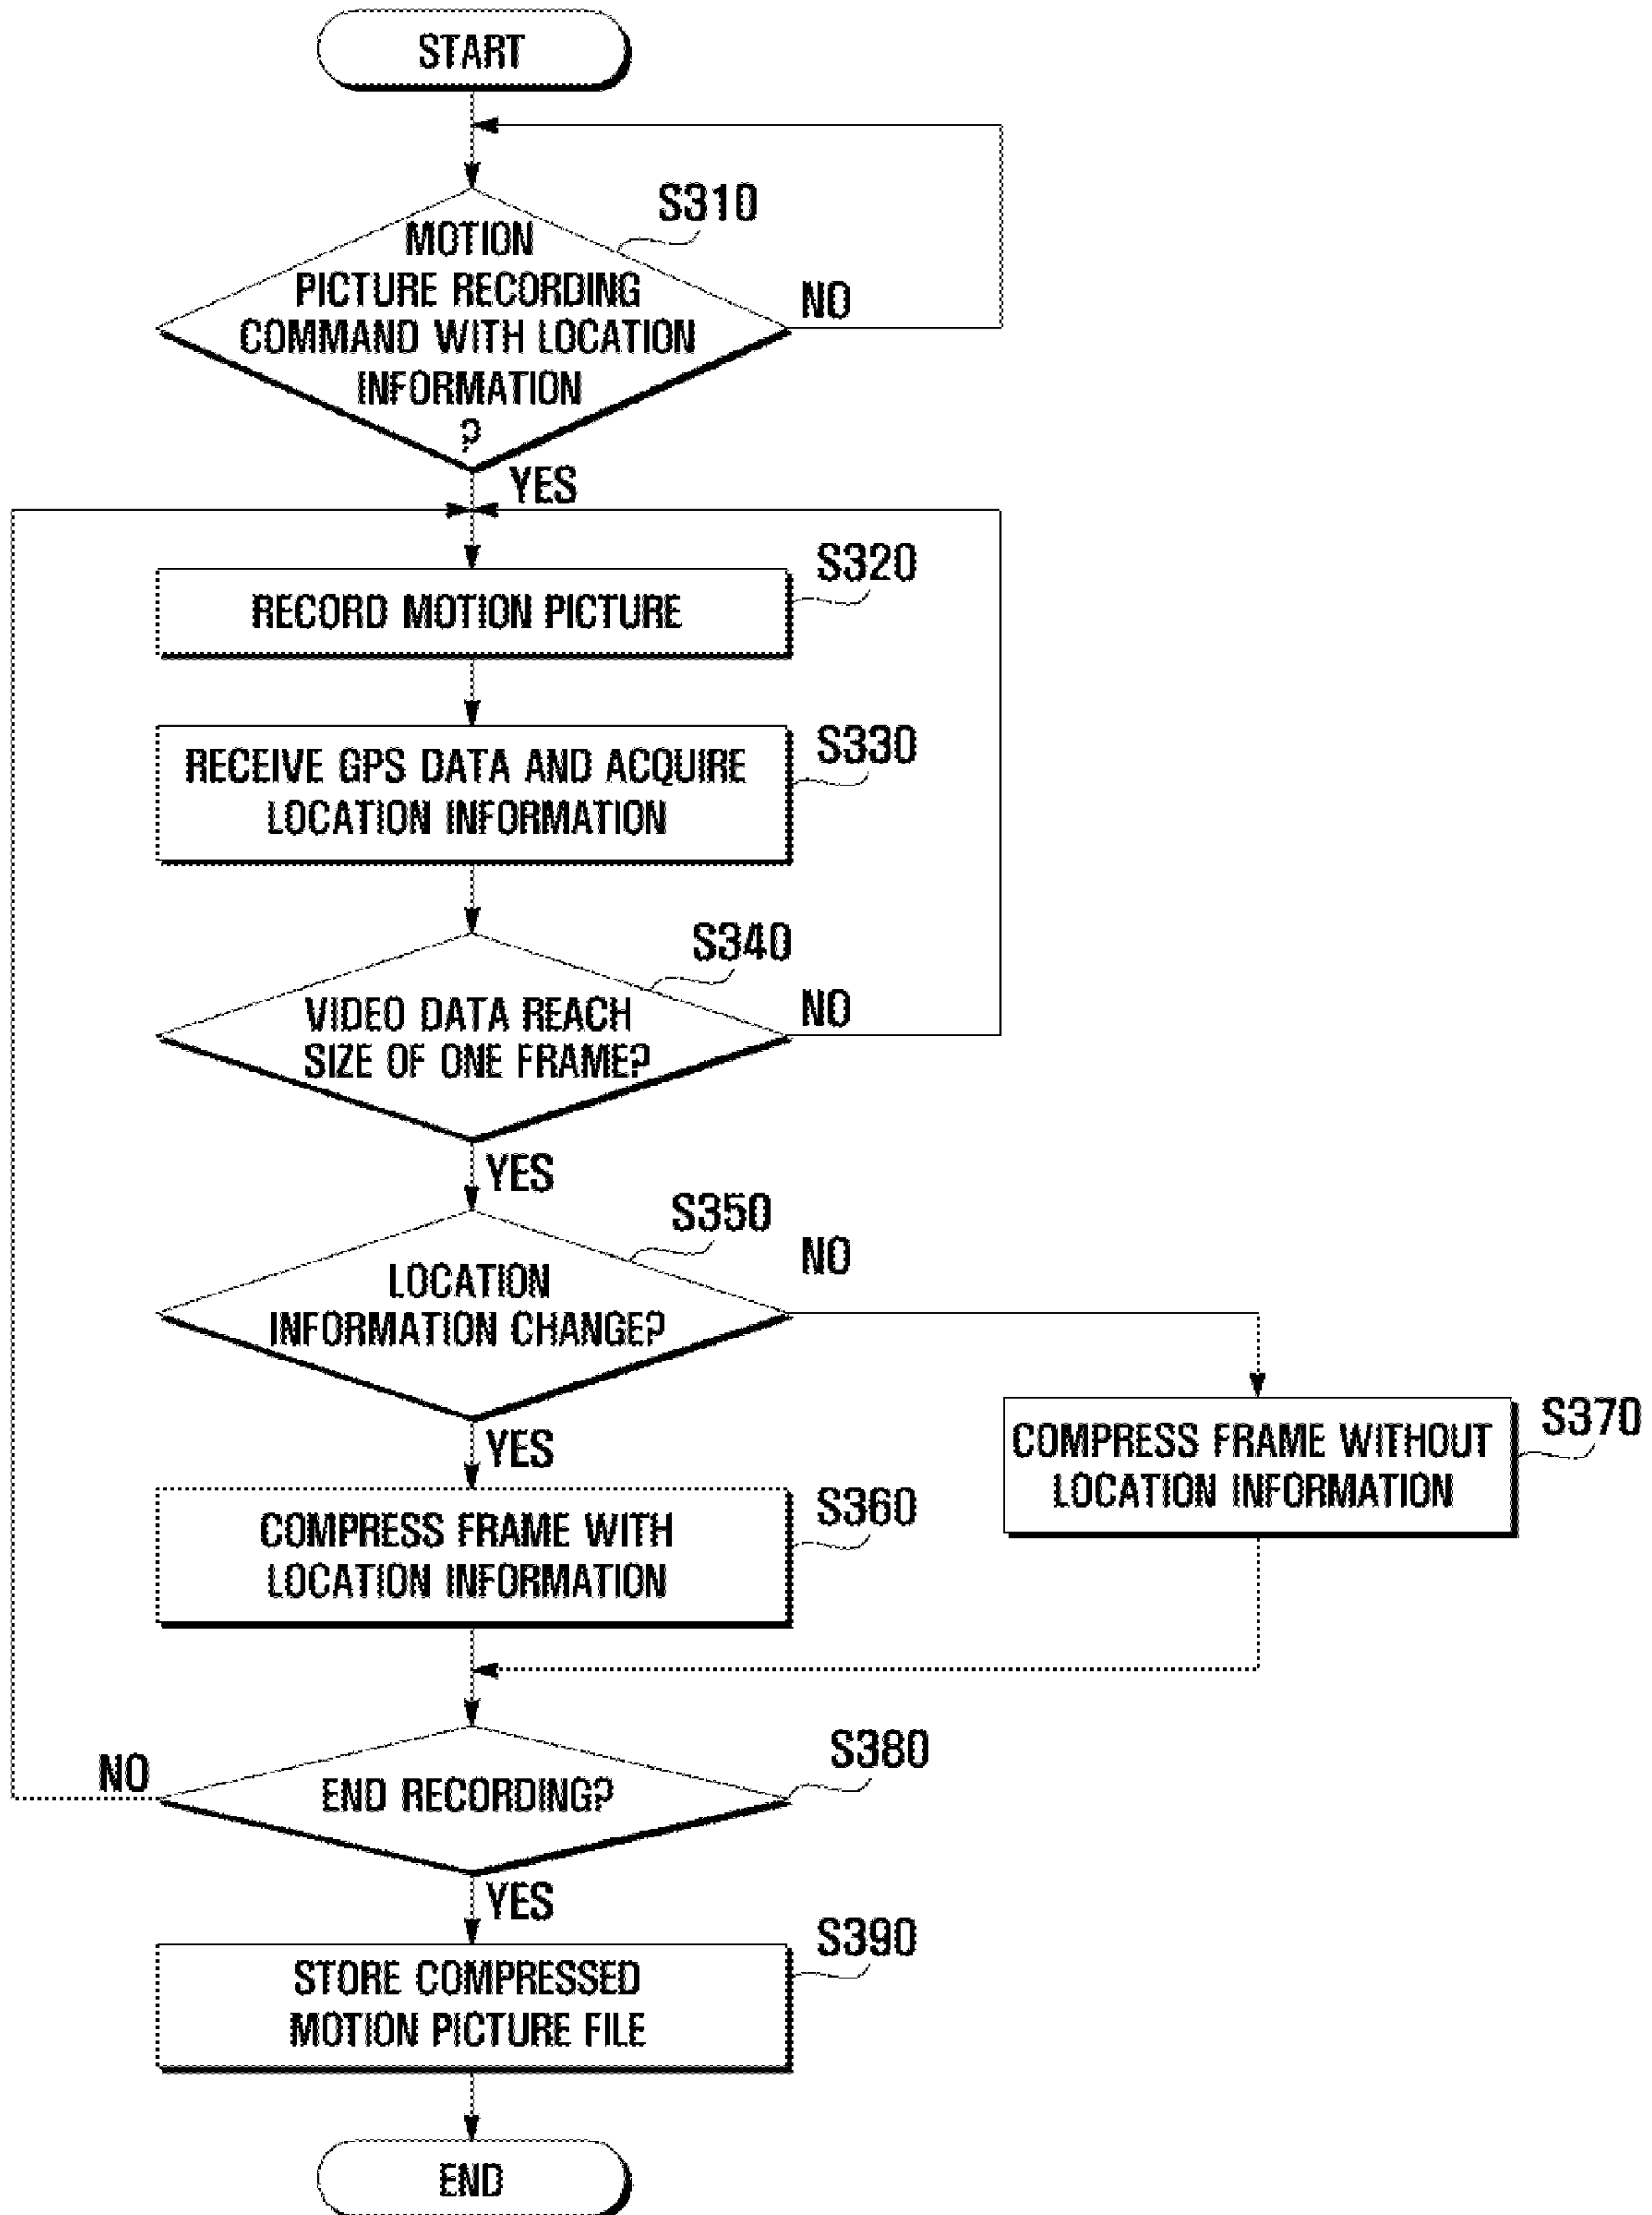 START
S310
MOTION
PICTURE RECORDING
COMMAND WITH LOCATION
INFORMATION
?
NO
YES
S320
RECORD MOTION PICTURE
S330
RECEIVE GPS DATA AND ACQUIRE
LOCATION INFORMATION
S340
VIDEO DATA REACH
SIZE OF ONE FRAME?
NO
YES
S350
LOCATION
INFORMATION CHANGE?
NO
YES
S370
COMPRESS FRAME WITHOUT
LOCATION INFORMATION
S360
COMPRESS FRAME WITH
LOCATION INFORMATION
S380
END RECORDING?
NO
YES
S390
STORE COMPRESSED
MOTION PICTURE FILE
END